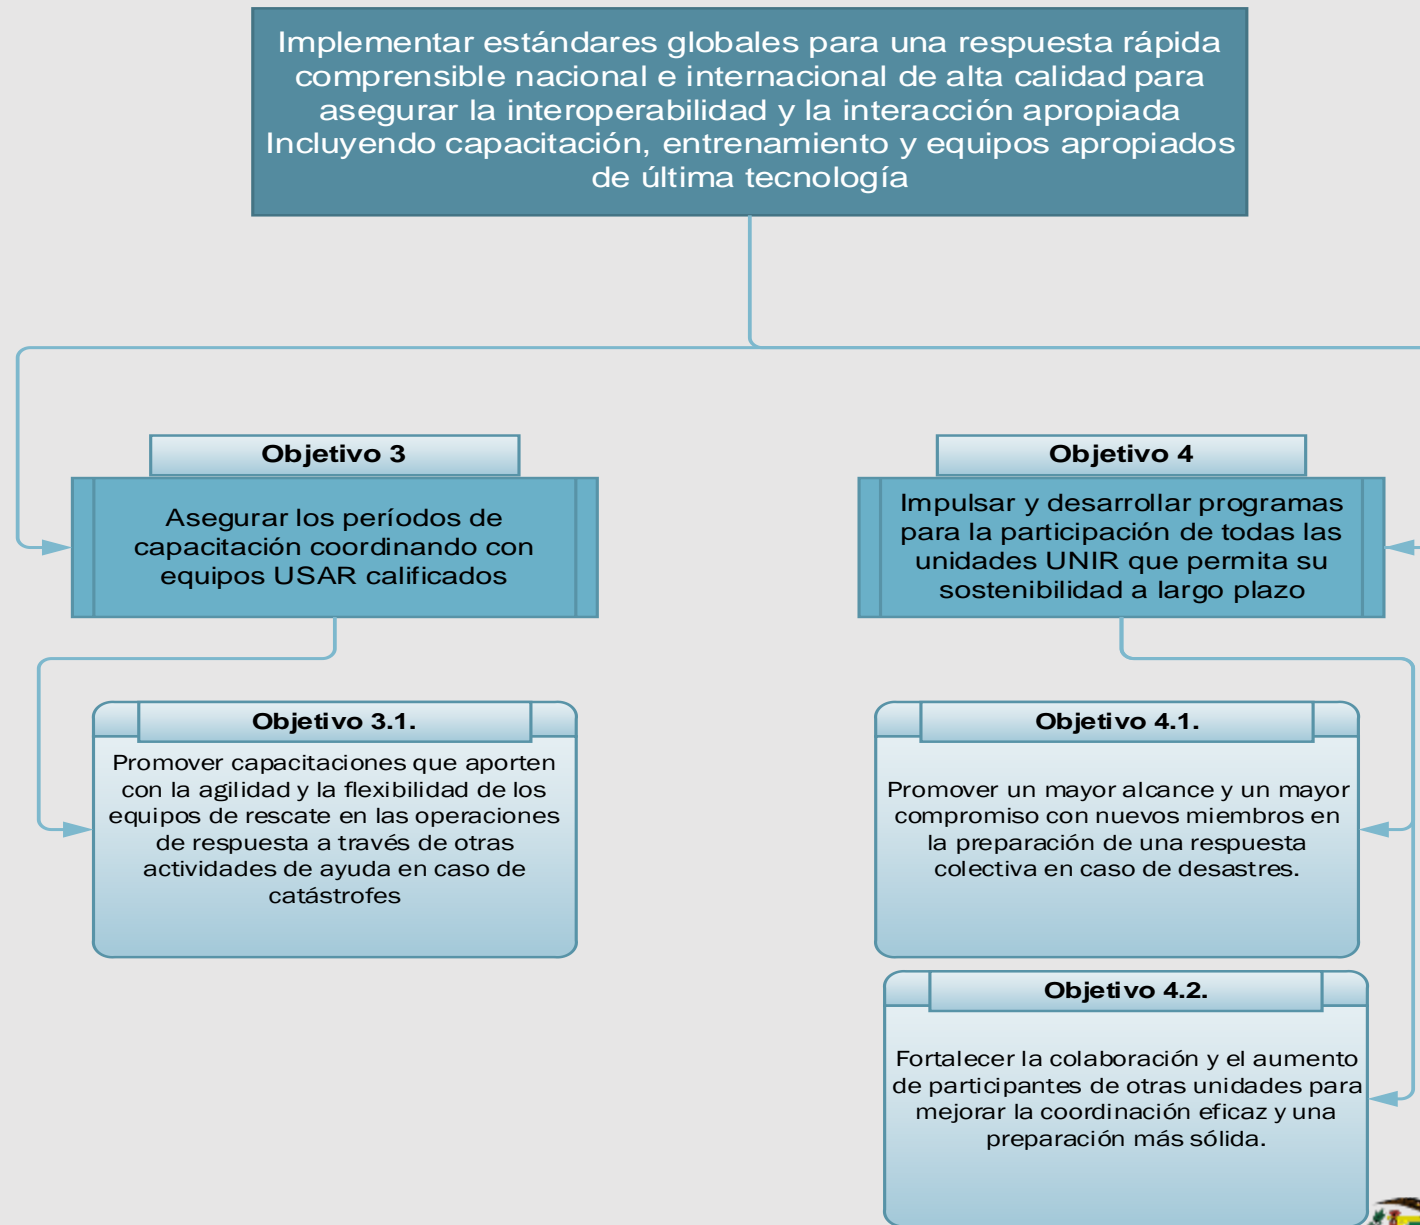 Implementar estándares globales para una respuesta rápida
comprensible nacional e internacional de alta calidad para
asegurar la interoperabilidad y la interacción apropiada
Incluyendo capacitación, entrenamiento y equipos apropiados
de última tecnología
Objetivo 3
Asegurar los períodos de
capacitación coordinando con
equipos USAR calificados
Objetivo 3.1.
Promover capacitaciones que aporten
con la agilidad y la flexibilidad de los
equipos de rescate en las operaciones
de respuesta a través de otras
actividades de ayuda en caso de
catástrofes
Objetivo 4
Impulsar y desarrollar programas
para la participación de todas las
unidades UNIR que permita su
sostenibilidad a largo plazo
Objetivo 4.1.
Promover un mayor alcance y un mayor
compromiso con nuevos miembros en
la preparación de una respuesta
colectiva en caso de desastres.
Objetivo 4.2.
Fortalecer la colaboración y el aumento
de participantes de otras unidades para
mejorar la coordinación eficaz y una
preparación más sólida.